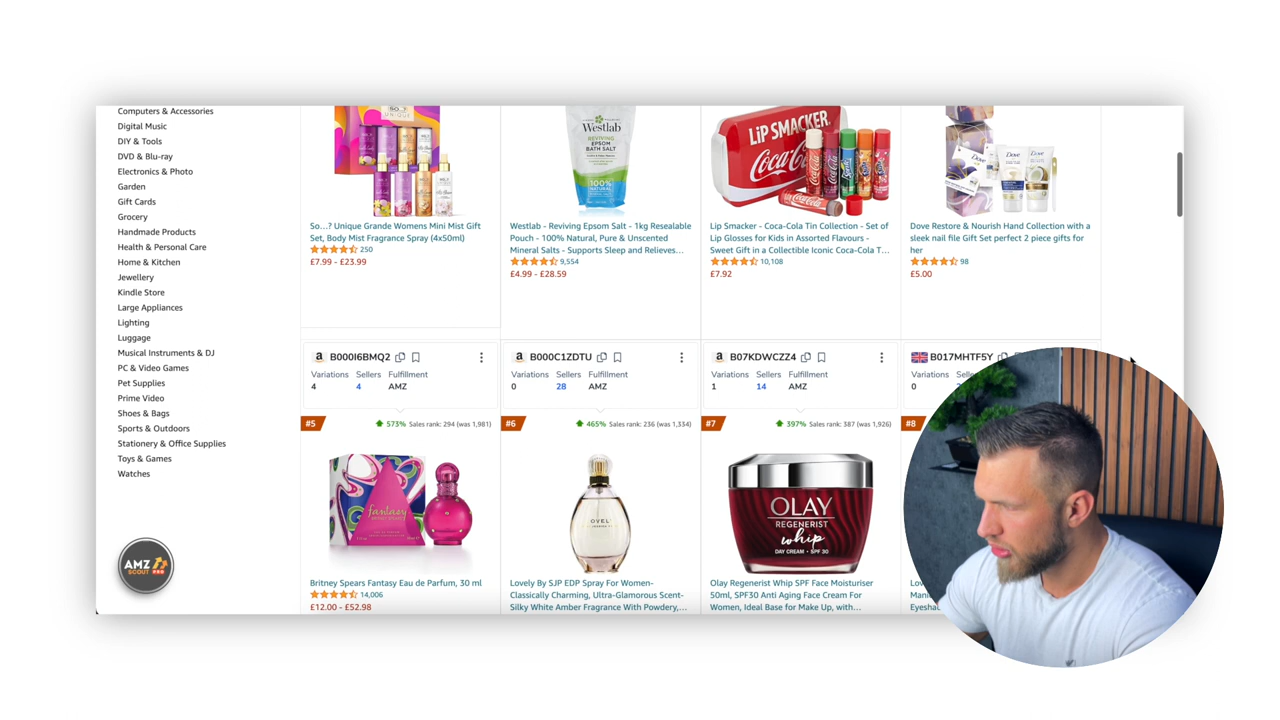 Computers & Accessories
Digital Music
DIY & Tools
DVD & Blu-ray
Electronics & Photo
Garden
Gift Cards
Grocery
Handmade Products
Health & Personal Care
Home & Kitchen
Jewellery
Kindle Store
Large Appliances
Lighting
Luggage
Musical Instruments & DJ
PC & Video Games
Pet Supplies
Prime Video
Shoes & Bags
Sports & Outdoors
Stationery & Office Supplies
Toys & Games
Watches
AMZ
SCOUT PRO
So...? Unique Grande Womens Mini Mist Gift
Set, Body Mist Fragrance Spray (4x50ml)
250
£7.99 - £23.99
Westlab
REVIVING
EPSOM
BATH SALT
100%
NATURAL
Westlab - Reviving Epsom Salt - 1kg Resealable
Pouch - 100% Natural, Pure & Unscented
Mineral Salts - Supports Sleep and Relieves...
9,554
£4.99 - £28.59
LiP SMACKER.
Coca-Cola
Lip Smacker - Coca-Cola Tin Collection - Set of
Lip Glosses for Kids in Assorted Flavours -
Sweet Gift in a Collectible Iconic Coca-Cola T...
10,108
£7.92
Dove
Dove Restore & Nourish Hand Collection with a
sleek nail file Gift Set perfect 2 piece gifts for
her
98
£5.00
a B000I6BMQ2
Variations Sellers Fulfillment
4 4 AMZ
#5 573% Sales rank: 294 (was 1,981)
fantasy
BRITNEY SPEARS
Britney Spears Fantasy Eau de Parfum, 30 ml
14,006
£12.00 - £52.98
a B000C1ZDTU
Variations Sellers Fulfillment
0 28 AMZ
#6 465% Sales rank: 236 (was 1,334)
LOVELY
Lovely By SJP EDP Spray For Women-
Classically Charming, Ultra-Glamorous Scent-
Silky White Amber Fragrance With Powdery,...
a B07KDWCZZ4
Variations Sellers Fulfillment
1 14 AMZ
#7 397% Sales rank: 387 (was 1,926)
OLAY
REGENERIST
whip
DAY CREAM • SPF 30
Olay Regenerist Whip SPF Face Moisturiser
50ml, SPF30 Anti Aging Face Cream For
Women, Ideal Base for Make Up, with...
B017MHTF5Y
Variations
0
#8